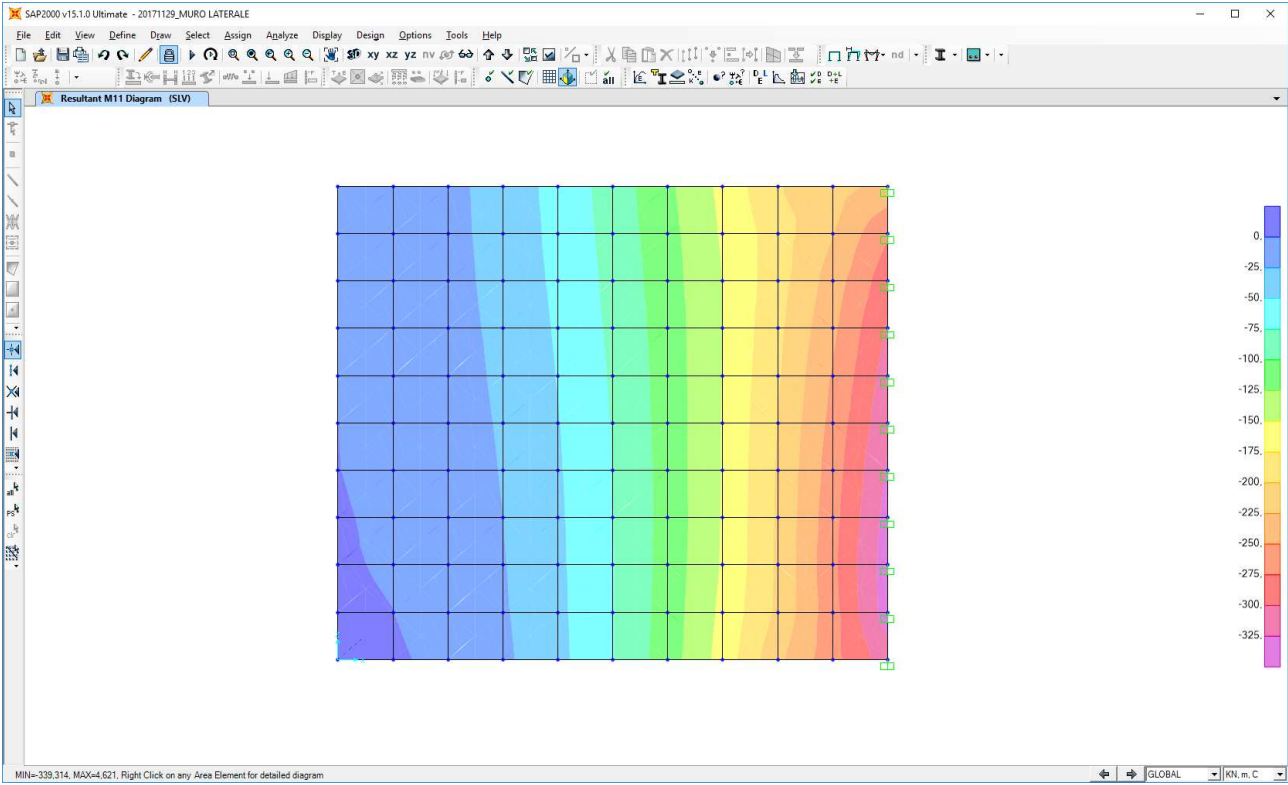 SAP2000 v15.1.0 Ultimate - 20171129_MURO LATERALE
File Edit View Define Draw Select Assign Analyze Display Design Options Tools Help
xy xz yz nv nd
Resultant M11 Diagram (SLV)
all
PS
clr
0,
-25,
-50,
-75,
-100,
-125,
-150,
-175,
-200,
-225,
-250,
-275,
-300,
-325,
MIN=-339,314, MAX=4,621, Right Click on any Area Element for detailed diagram
GLOBAL
KN, m, C